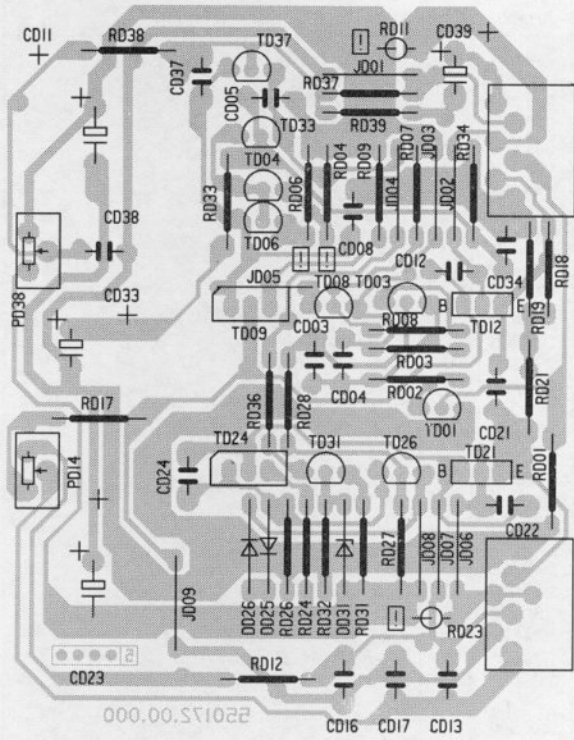 CD11
RD38
CD37
TD37
CD05
RD11
CD39
JD01
RD37
RD39
TD33
TD04
RD33
TD06
RD06
RD04
RD09
JD04
RD07
JD03
JD02
RD34
CD38
PD38
CD33
CD08
CD12
CD34
RD19
RD18
JD05
TD08
TD03
TD09
B
E
TD12
RD08
CD03
RD03
CD04
RD02
RD36
RD28
TD01
CD21
RD21
RD17
PD14
TD24
CD24
TD31
TD26
B
TD21
E
RD01
CD22
DD26
DD25
RD26
RD24
RD32
DD31
RD31
RD27
JD08
JD07
JD06
JD09
RD23
5
CD23
RD12
550172.00.000
CD16
CD17
CD13